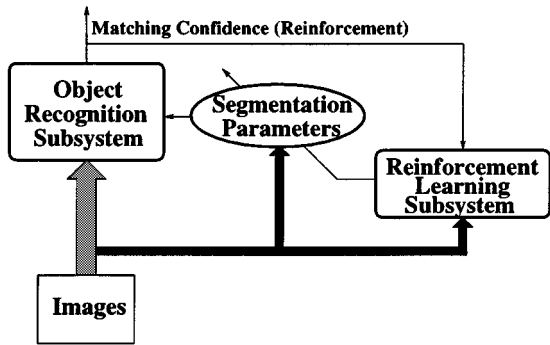 Matching Confidence (Reinforcement)
Object
Recognition
Subsystem
Segmentation
Parameters
Reinforcement
Learning
Subsystem
Images